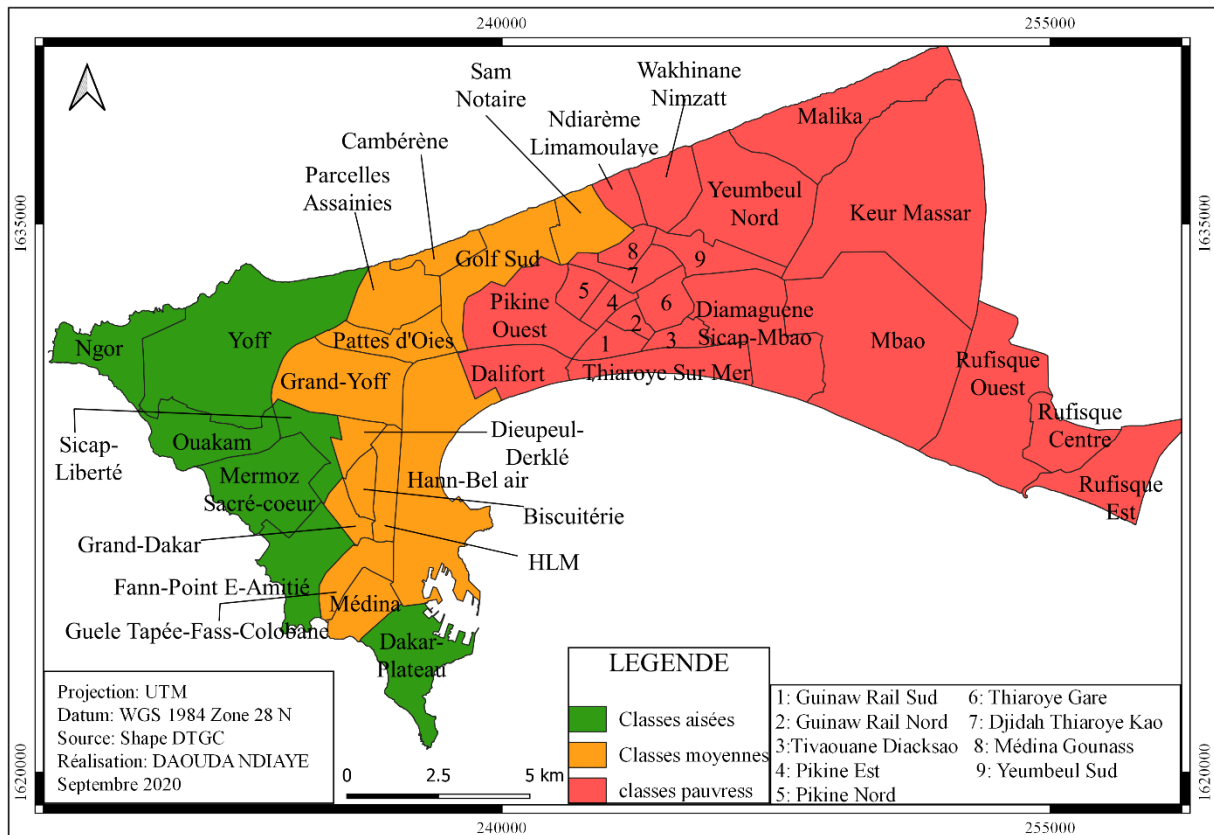 240000
255000
Sam
Notaire
Wakhinane
Nimzatt
Ndiarème
Limamoulaye
Cambérène
Parcelles
Assainies
Malika
Yeumbeul
Nord
Keur Massar
1635000
1635000
Golf Sud
8
9
7
5
4
6
2
1
3
Pikine
Ouest
Diamaguene
Sicap-Mbao
Mbao
Ngor
Yoff
Pattes d'Oies
Grand-Yoff
Dalifort
Thiaroye Sur Mer
Rufisque
Ouest
Rufisque
Centre
Rufisque
Est
Sicap-
Liberté
Ouakam
Dieupeul-
Derklé
Mermoz
Sacré-coeur
Hann-Bel air
Biscuitérie
Grand-Dakar
HLM
Fann-Point E-Amitié
Médina
Guele Tapée-Fass-Colobane
Dakar-
Plateau
Projection: UTM
Datum: WGS 1984 Zone 28 N
Source: Shape DTGC
Réalisation: DAOUDA NDIAYE
Septembre 2020
0 2.5 5 km
LEGENDE
Classes aisées
Classes moyennes
classes pauvress
1: Guinaw Rail Sud
2: Guinaw Rail Nord
3:Tivaouane Diacksao
4: Pikine Est
5: Pikine Nord
6: Thiaroye Gare
7: Djidah Thiaroye Kao
8: Médina Gounass
9: Yeumbeul Sud
1620000
1620000
240000
255000